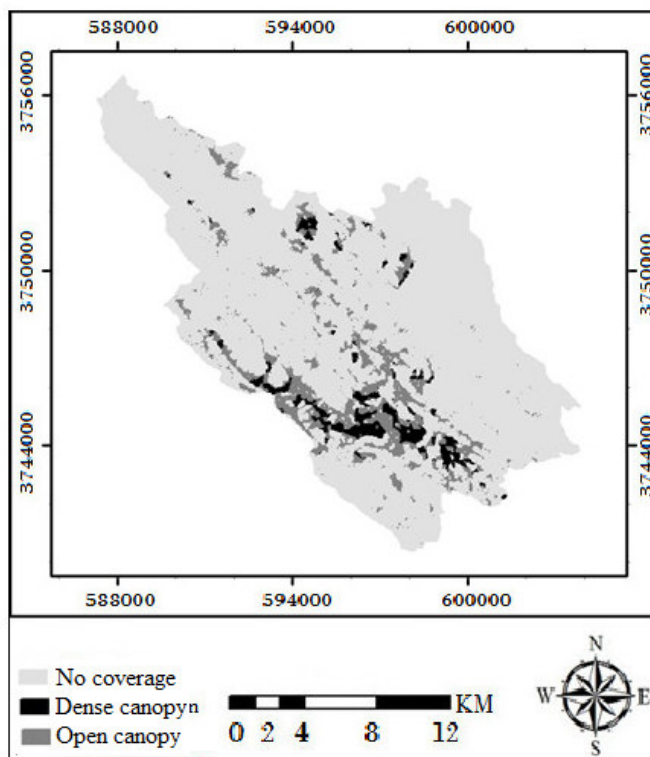 588000 594000 600000
3756000 3756000
3750000 3750000
3744000 3744000
588000 594000 600000
No coverage
Dense canopyn
Open canopy
KM
0 2 4 8 12
N
W E
S